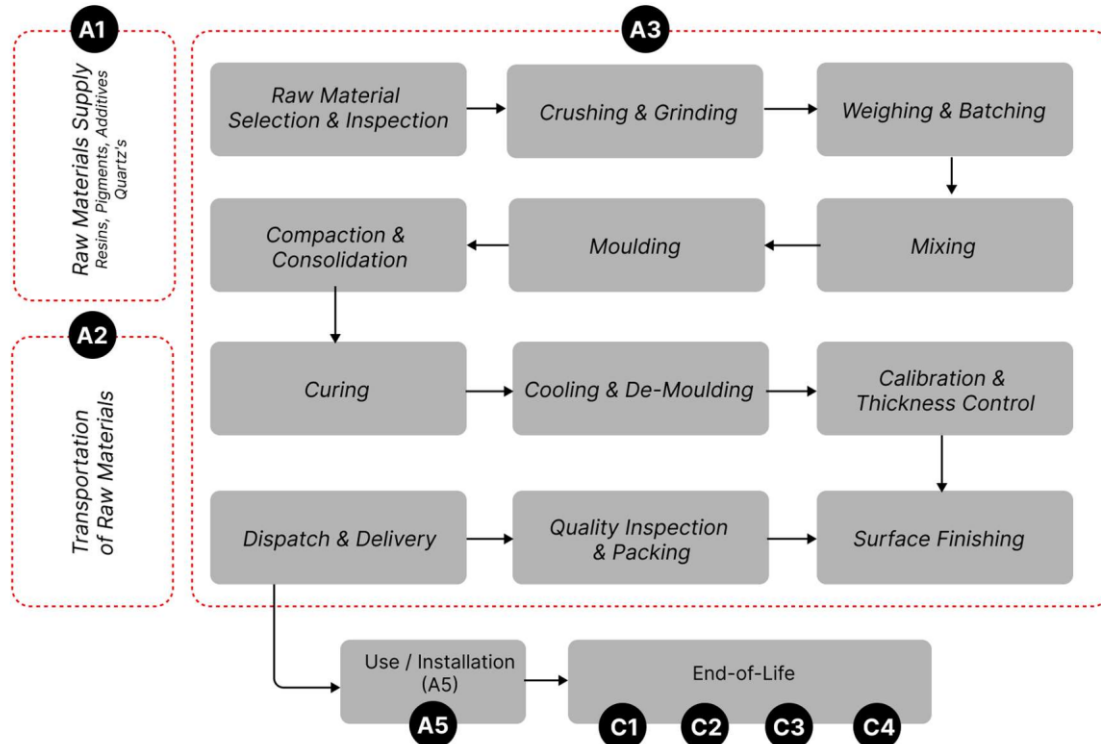 A1
Raw Materials Supply
Resins, Pigments, Additives
Quartz's
A2
Transportation
of Raw Materials
A3
Raw Material
Selection & Inspection
Crushing & Grinding
Weighing & Batching
Compaction &
Consolidation
Moulding
Mixing
Curing
Cooling & De-Moulding
Calibration &
Thickness Control
Dispatch & Delivery
Quality Inspection
& Packing
Surface Finishing
Use / Installation
(A5)
A5
End-of-Life
C1
C2
C3
C4